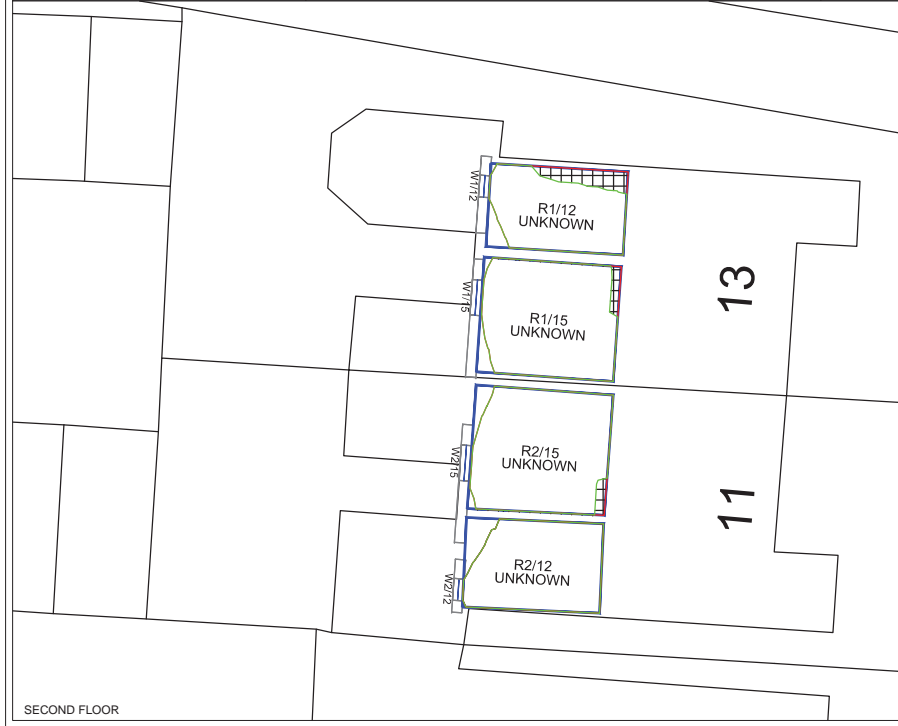 W1/12
R1/12
UNKNOWN
13
W1/15
R1/15
UNKNOWN
W2/15
R2/15
UNKNOWN
11
W2/12
R2/12
UNKNOWN
SECOND FLOOR